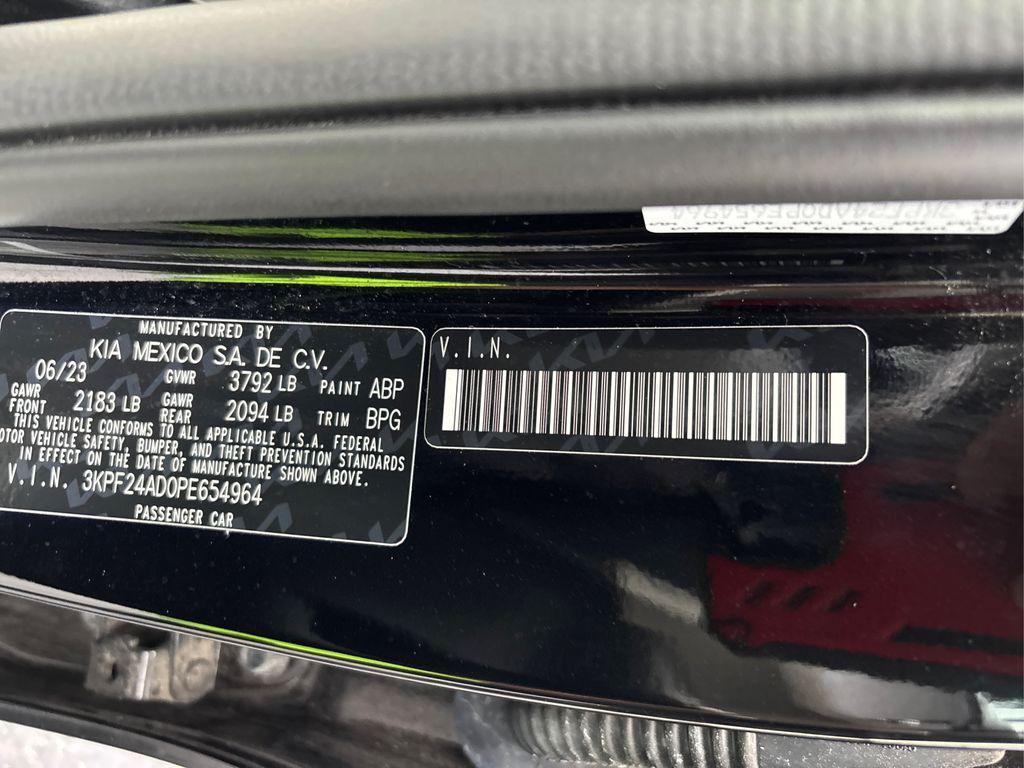 3KPF24AD0PE654964
MANUFACTURED BY
KIA MEXICO S.A. DE C.V.
06/23 GVWR 3792 LB PAINT ABP
GAWR FRONT 2183 LB GAWR REAR 2094 LB TRIM BPG
THIS VEHICLE CONFORMS TO ALL APPLICABLE U.S.A. FEDERAL
MOTOR VEHICLE SAFETY, BUMPER, AND THEFT PREVENTION STANDARDS
IN EFFECT ON THE DATE OF MANUFACTURE SHOWN ABOVE.
V.I.N. 3KPF24AD0PE654964
PASSENGER CAR
V.I.N.